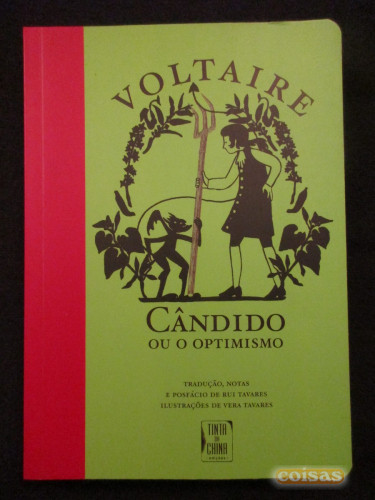 VOLTAIRE
CÂNDIDO
OU O OPTIMISMO
TRADUÇÃO, NOTAS
E POSFÁCIO DE RUI TAVARES
ILUSTRAÇÕES DE VERA TAVARES
TINTA
DA
CHINA
coisas